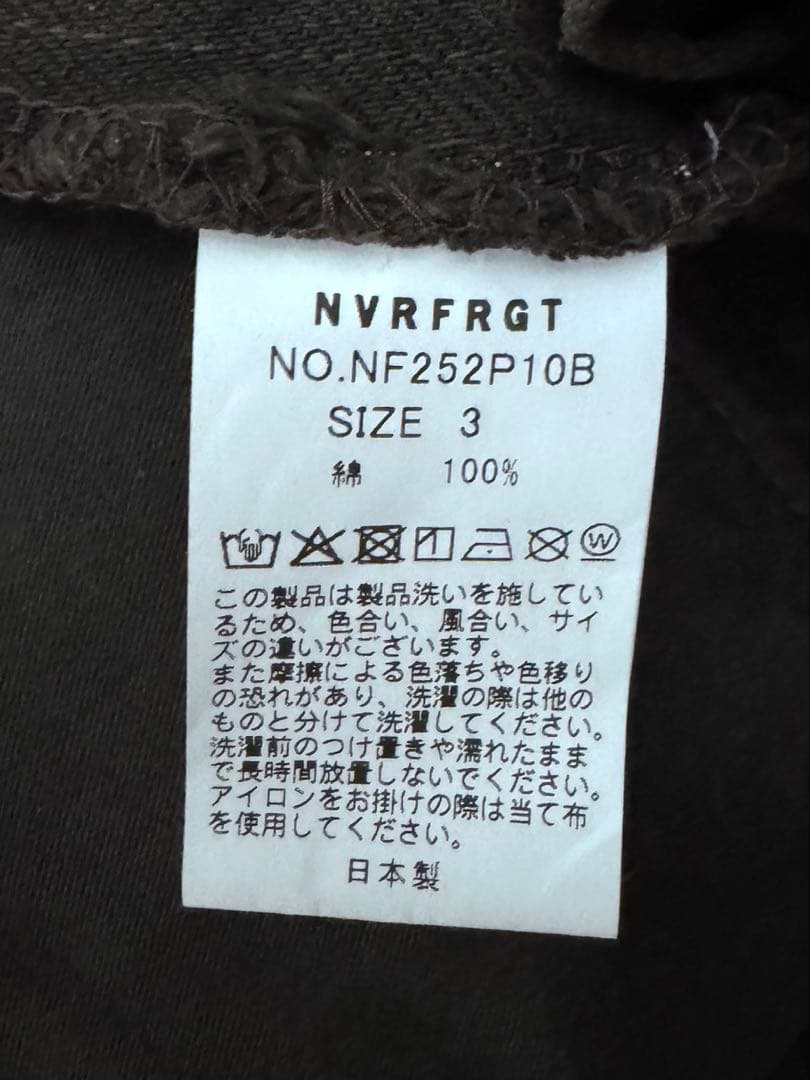 NVRFRGT
NO.NF252P10B
SIZE 3
綿 100%
W
この製品は製品洗いを施してい
るため、色合い、風合い、サイ
ズの違いがございます。
また摩擦による色落ちや色移り
の恐れがあり、洗濯の際は他の
ものと分けて洗濯してください。
洗濯前のつけ置きや濡れたまま
で長時間放置しないでください。
アイロンをお掛けの際は当て布
を使用してください。
日本製